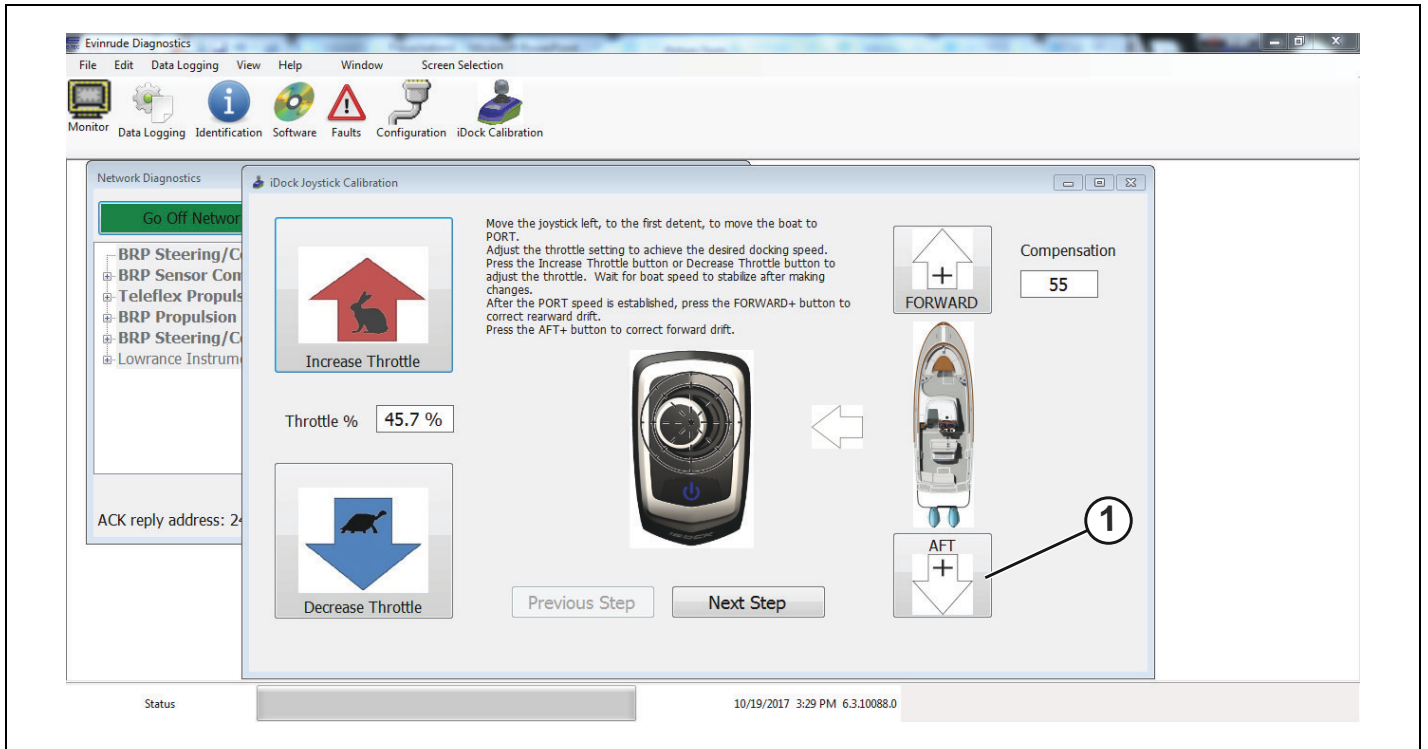 Evinrude Diagnostics
File Edit Data Logging View Help Window Screen Selection
Monitor Data Logging Identification Software Faults Configuration iDock Calibration
Network Diagnostics
Go Off Networ
BRP Steering/C
BRP Sensor Con
Teleflex Propuls
BRP Propulsion
BRP Steering/C
Lowrance Instrume
ACK reply address: 24
iDock Joystick Calibration
Increase Throttle
Throttle % 45.7 %
Decrease Throttle
Move the joystick left, to the first detent, to move the boat to
PORT.
Adjust the throttle setting to achieve the desired docking speed.
Press the Increase Throttle button or Decrease Throttle button to
adjust the throttle. Wait for boat speed to stabilize after making
changes.
After the PORT speed is established, press the FORWARD+ button to
correct rearward drift.
Press the AFT+ button to correct forward drift.
iDOCK
Previous Step Next Step
+
FORWARD
Compensation
55
AFT
+
1
Status
10/19/2017 3:29 PM 6.3.10088.0